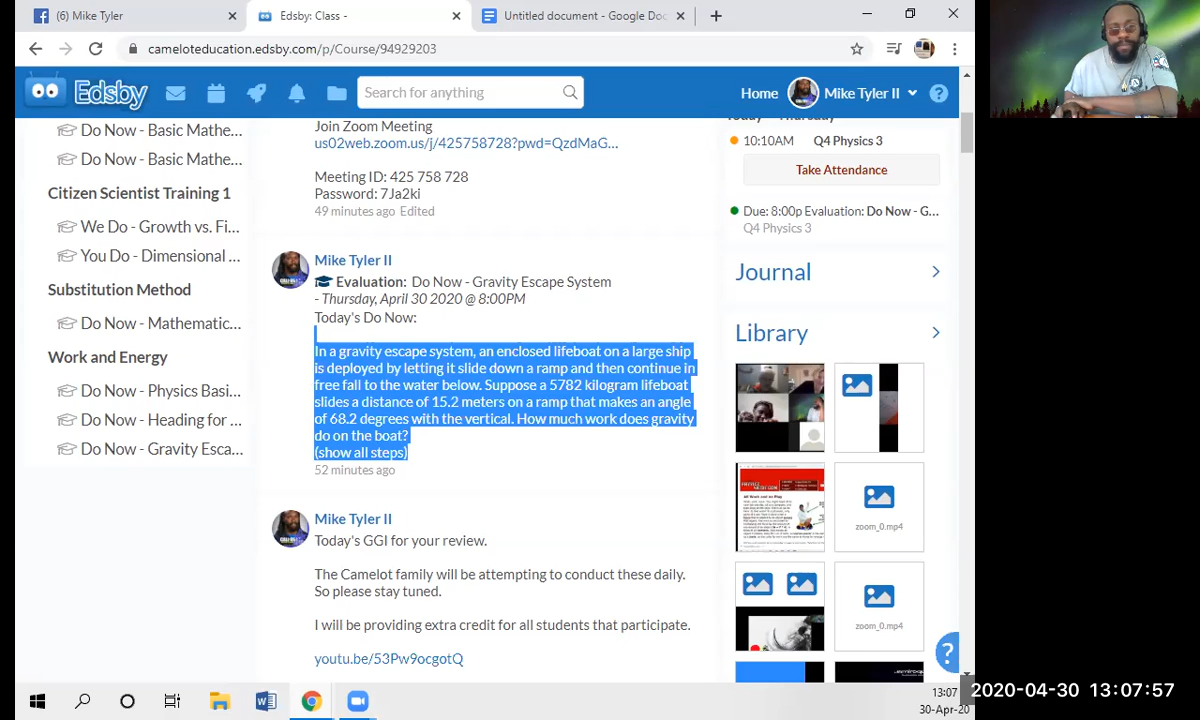 (6) Mike Tyler
Edsby: Class -
Untitled document - Google Doc
cameloteducation.edsby.com/p/Course/94929203
Edsby
Search for anything
Home
Mike Tyler II
Do Now - Basic Mathe...
Do Now - Basic Mathe...
Citizen Scientist Training 1
We Do - Growth vs. Fi...
You Do - Dimensional ...
Substitution Method
Do Now - Mathematic...
Work and Energy
Do Now - Physics Basi...
Do Now - Heading for ...
Do Now - Gravity Esca...
Join Zoom Meeting
us02web.zoom.us/j/425758728?pwd=QzdMaG...
Meeting ID: 425 758 728
Password: 7Ja2ki
49 minutes ago Edited
Mike Tyler II
Evaluation: Do Now - Gravity Escape System
- Thursday, April 30 2020 @ 8:00PM
Today's Do Now:
In a gravity escape system, an enclosed lifeboat on a large ship
is deployed by letting it slide down a ramp and then continue in
free fall to the water below. Suppose a 5782 kilogram lifeboat
slides a distance of 15.2 meters on a ramp that makes an angle
of 68.2 degrees with the vertical. How much work does gravity
do on the boat?
(show all steps)
52 minutes ago
Mike Tyler II
Today's GGI for your review.
The Camelot family will be attempting to conduct these daily.
So please stay tuned.
I will be providing extra credit for all students that participate.
youtu.be/53Pw9ocgotQ
Today - Thursday
10:10AM Q4 Physics 3
Take Attendance
Due: 8:00p Evaluation: Do Now - G...
Q4 Physics 3
Journal
Library
zoom_0.mp4
zoom_0.mp4
?
13:07
30-Apr-20
2020-04-30 13:07:57